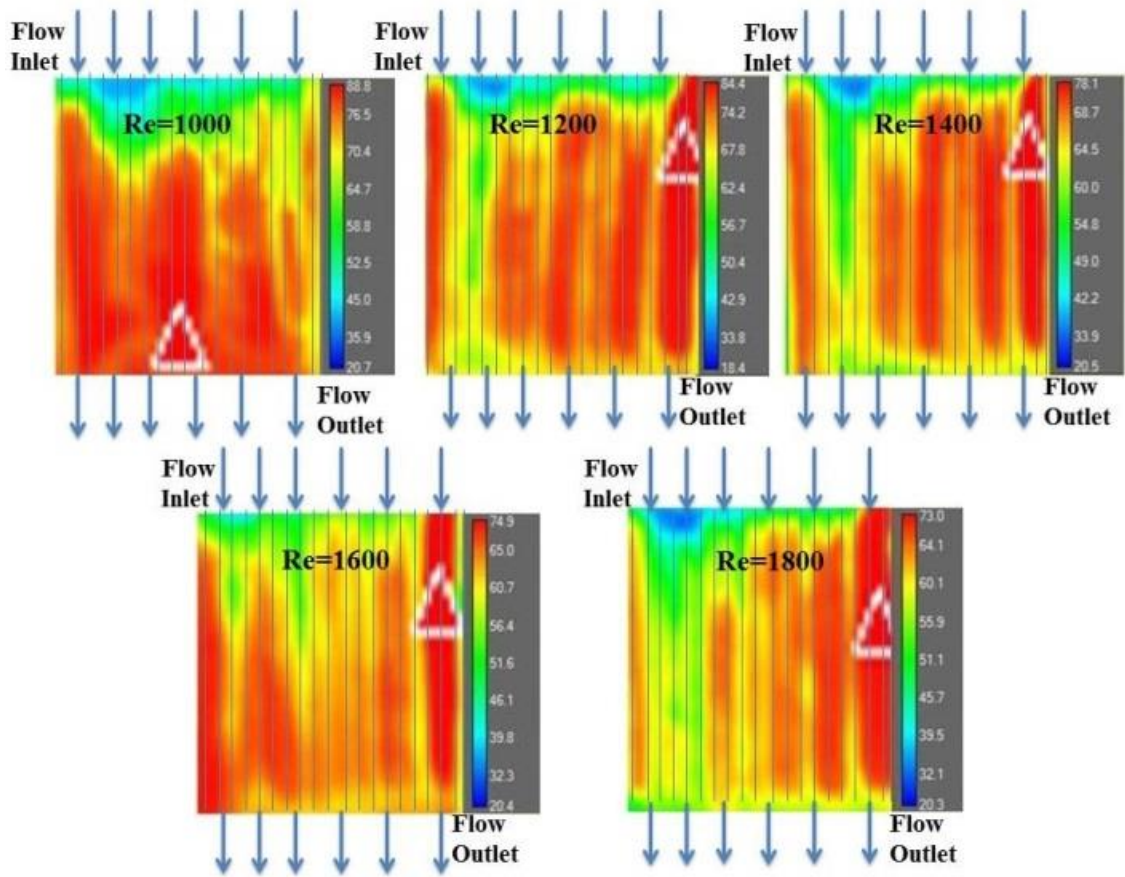 Flow
Inlet
Re=1000
88.8
76.5
70.4
64.7
58.8
52.5
45.0
35.9
20.7
Flow
Outlet
Flow
Inlet
Re=1200
84.4
74.2
67.8
62.4
56.7
50.4
42.9
33.8
18.4
Flow
Outlet
Flow
Inlet
Re=1400
78.1
68.7
64.5
60.0
54.8
48.8
42.2
33.9
20.5
Flow
Outlet
Flow
Inlet
Re=1600
74.9
65.0
60.7
56.4
51.6
46.1
39.8
32.3
20.4
Flow
Outlet
Flow
Inlet
Re=1800
73.0
64.1
60.1
55.9
51.1
45.7
39.5
32.1
20.3
Flow
Outlet